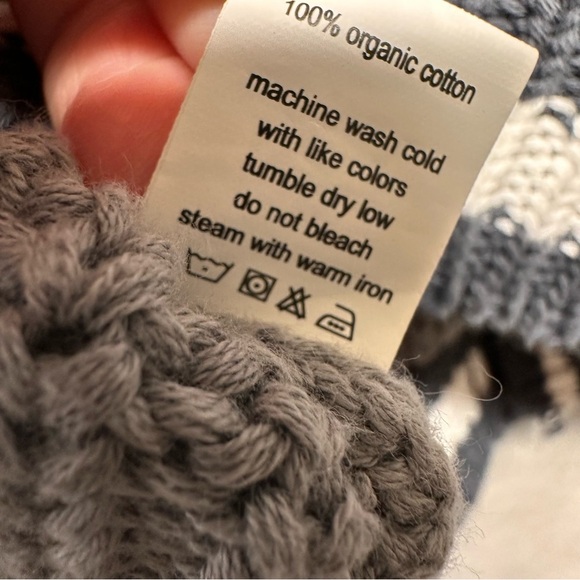 100% organic cotton
machine wash cold
with like colors
tumble dry low
do not bleach
steam with warm iron